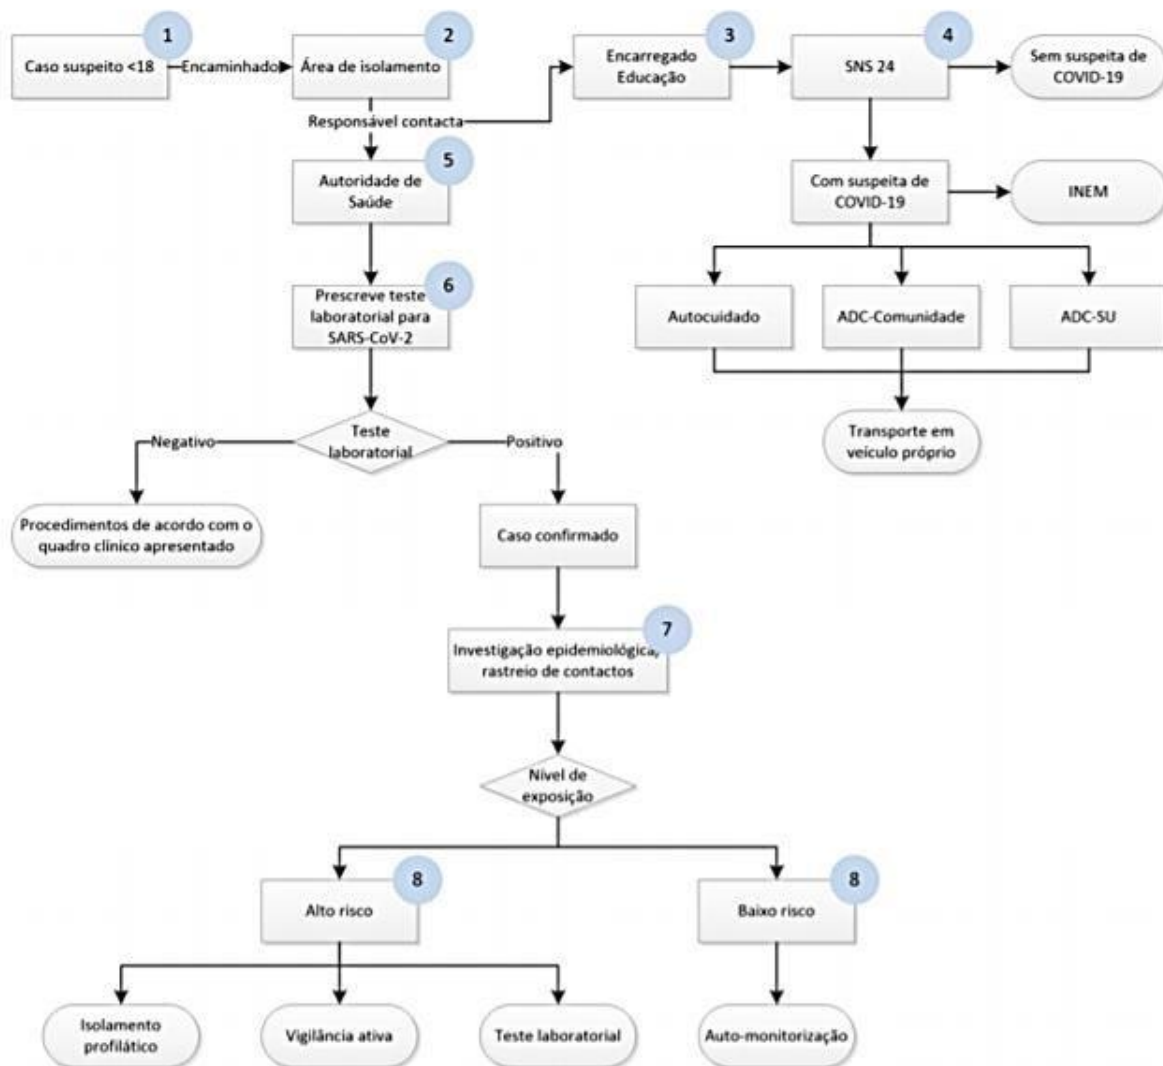 1
Caso suspeito <18
Encaminhado
2
Área de isolamento
3
Encarregado
Educação
4
SNS 24
Sem suspeita de
COVID-19
Responsável contacta
5
Autoridade de
Saúde
Com suspeita de
COVID-19
INEM
6
Prescreve teste
laboratorial para
SARS-CoV-2
Autocuidado
ADC-Comunidade
ADC-SU
Transporte em
veículo próprio
Negativo
Teste
laboratorial
Positivo
Procedimentos de acordo com o
quadro clínico apresentado
Caso confirmado
7
Investigação epidemiológica,
rastreio de contactos
Nível de
exposição
8
Alto risco
8
Baixo risco
Isolamento
profilático
Vigilância ativa
Teste laboratorial
Auto-monitorização